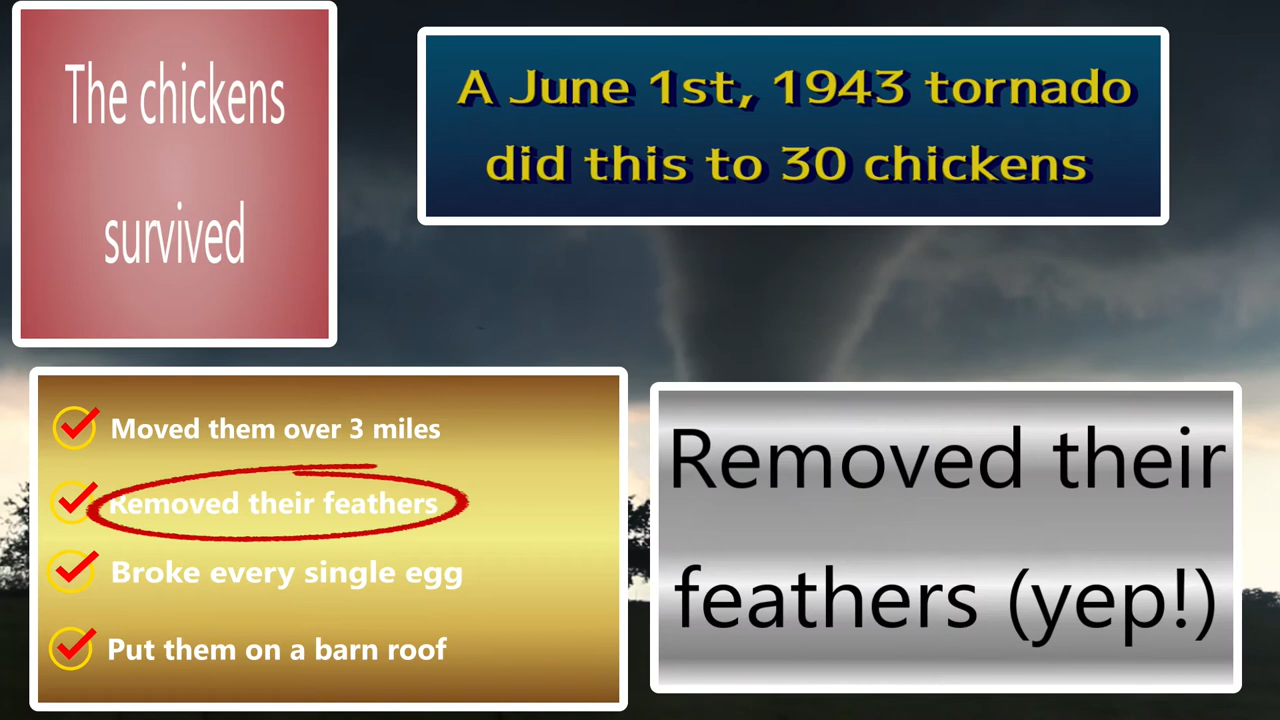 The chickens
survived
A June 1st, 1943 tornado
did this to 30 chickens
Moved them over 3 miles
Removed their feathers
Broke every single egg
Put them on a barn roof
Removed their
feathers (yep!)